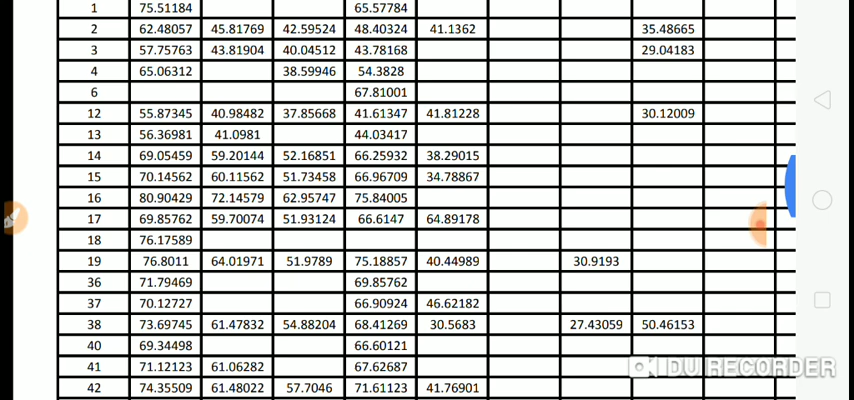 1 75.51184 65.57784
2 62.48057 45.81769 42.59524 48.40324 41.1362 35.48665
3 57.75763 43.81904 40.04512 43.78168 29.04183
4 65.06312 38.59946 54.3828
6 67.81001
12 55.87345 40.98482 37.85668 41.61347 41.81228 30.12009
13 56.36981 41.0981 44.03417
14 69.05459 59.20144 52.16851 66.25932 38.29015
15 70.14562 60.11562 51.73458 66.96709 34.78867
16 80.90429 72.14579 62.95747 75.84005
17 69.85762 59.70074 51.93124 66.6147 64.89178
18 76.17589
19 76.8011 64.01971 51.9789 75.18857 40.44989 30.9193
36 71.79469 69.85762
37 70.12727 66.90924 46.62182
38 73.69745 61.47832 54.88204 68.41269 30.5683 27.43059 50.46153
40 69.34498 66.60121
41 71.12123 61.06282 67.62687
42 74.35509 61.48022 57.7046 71.61123 41.76901
DU RECORDER